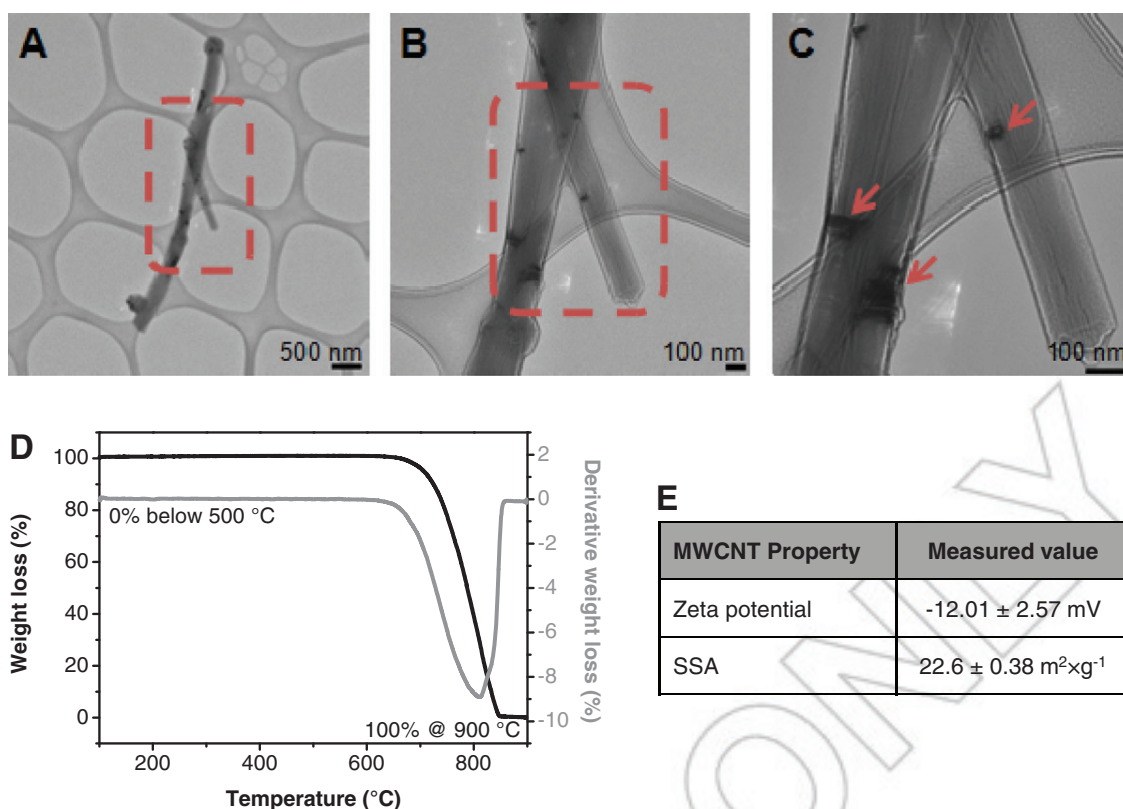 A
500 nm
B
100 nm
C
100 nm
D
Weight loss (%)
100
80
60
40
20
0
2
0
-2
-4
-6
-8
-10
Derivative weight loss (%)
0% below 500 °C
100% @ 900 °C
200
400
600
800
Temperature (°C)
E
MWCNT Property Measured value
Zeta potential -12.01 ± 2.57 mV
SSA 22.6 ± 0.38 m²×g⁻¹
ONLY